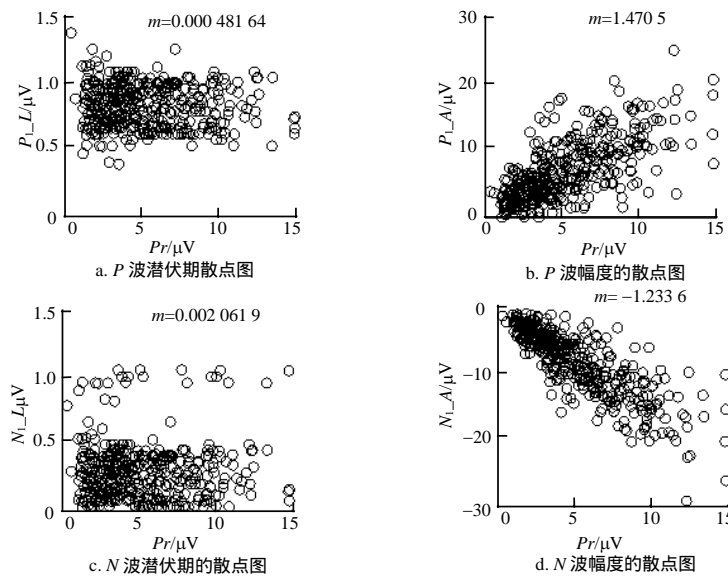 m=0.000 481 64
1.5
1.0
0.5
0
P₁_L/μV
0 5 10 15
Pr/μV
a. P 波潜伏期散点图
m=1.470 5
30
20
10
0
P₁_A/μV
0 5 10 15
Pr/μV
b. P 波幅度的散点图
m=0.002 061 9
1.5
1.0
0.5
0
N₁_L/μV
0 5 10 15
Pr/μV
c. N 波潜伏期的散点图
m= −1.233 6
0
−10
−20
−30
N₁_A/μV
0 5 10 15
Pr/μV
d. N 波幅度的散点图